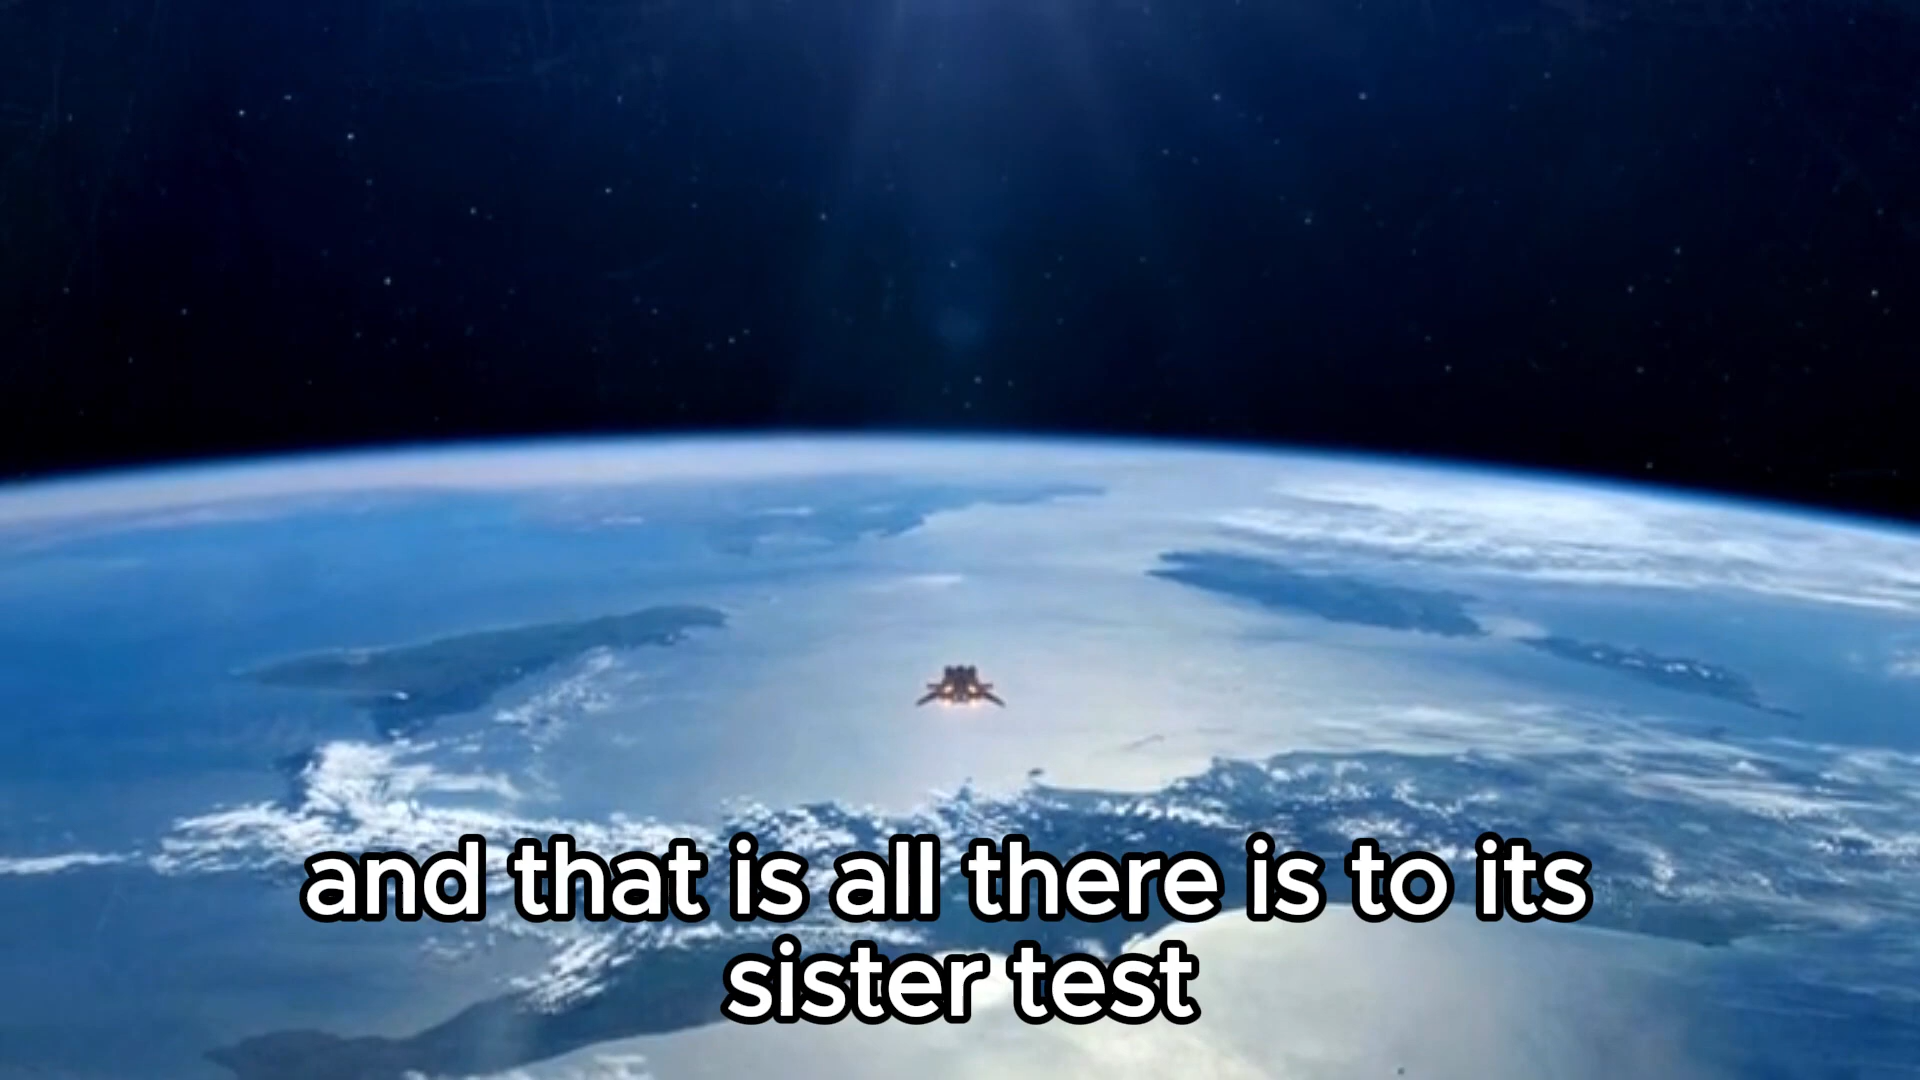 and that is all there is to its
sister test